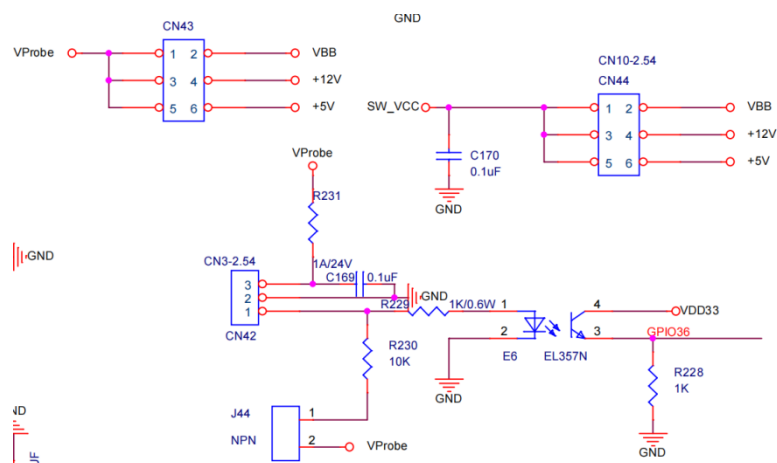 GND
CN43
VProbe
1 2
VBB
3 4
+12V
5 6
+5V
CN10-2.54
CN44
SW_VCC
1 2
VBB
3 4
+12V
5 6
+5V
C170
0.1uF
GND
VProbe
R231
1A/24V
GND
CN3-2.54
C169
0.1uF
3
2
1
CN42
GND
R229
1K/0.6W
1
2
4
3
VDD33
GPIO36
E6
EL357N
R230
10K
GND
R228
1K
GND
J44
NPN
1
2
VProbe
ND
UF